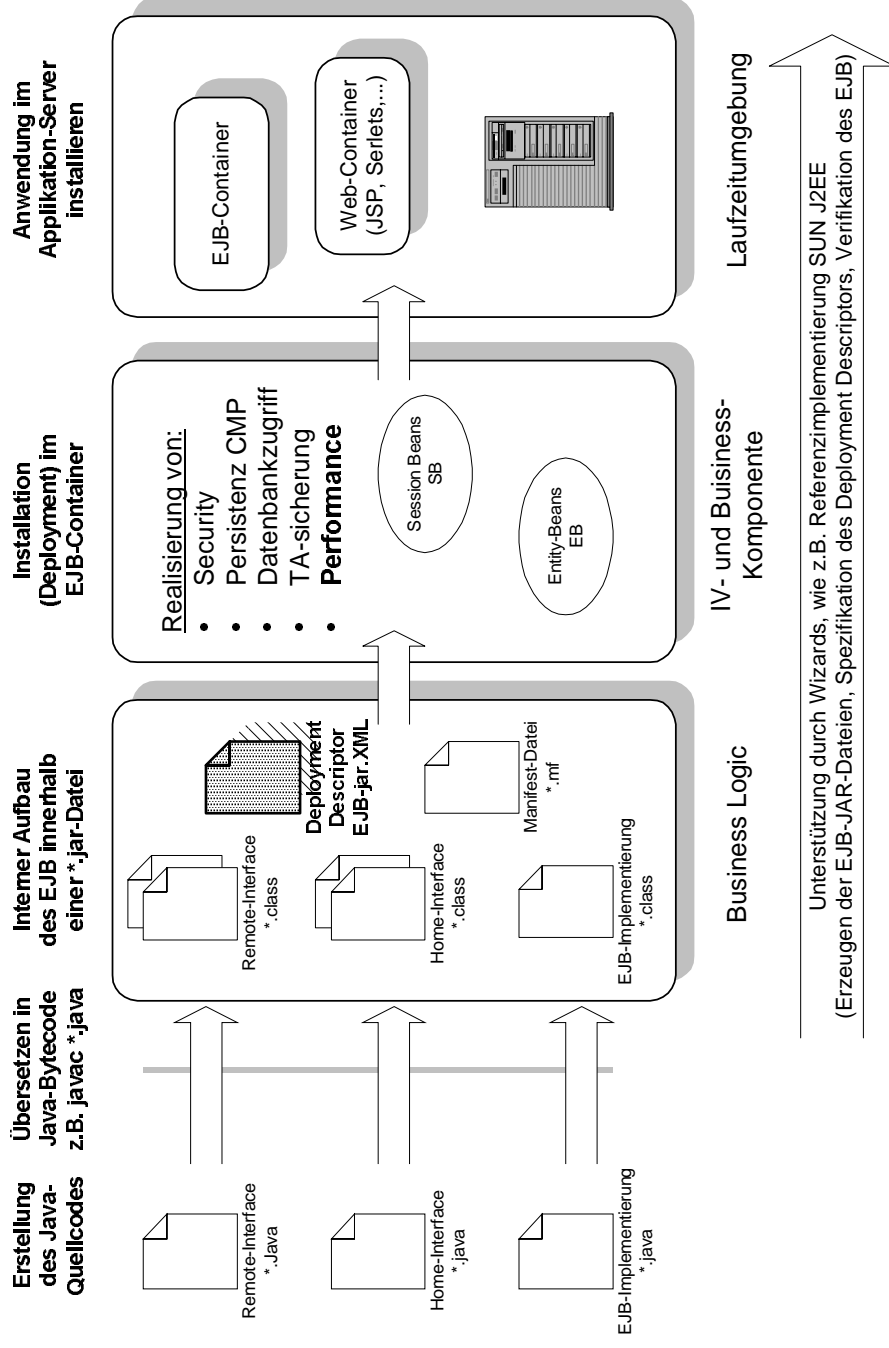 Erstellung
des Java-
Quellcodes
Übersetzen in
Java-Bytecode
z.B. javac *.java
Interner Aufbau
des EJB innerhalb
einer *.jar-Datei
Installation
(Deployment) im
EJB-Container
Anwendung im
Applikation-Server
installieren
Remote-Interface
*.Java
Home-Interface
*.java
EJB-Implementierung
*.java
Remote-Interface
*.class
Home-Interface
*.class
EJB-Implementierung
*.class
Deployment
Descriptor
EJB-jar.XML
Manifest-Datei
*.mf
Realisierung von:
• Security
• Persistenz CMP
• Datenbankzugriff
• TA-sicherung
• Performance
Session Beans
SB
Entity-Beans
EB
EJB-Container
Web-Container
(JSP, Serlets,...)
Business Logic
IV- und Buisiness-
Komponente
Laufzeitumgebung
Unterstützung durch Wizards, wie z.B. Referenzimplementierung SUN J2EE
(Erzeugen der EJB-JAR-Dateien, Spezifikation des Deployment Descriptors, Verifikation des EJB)